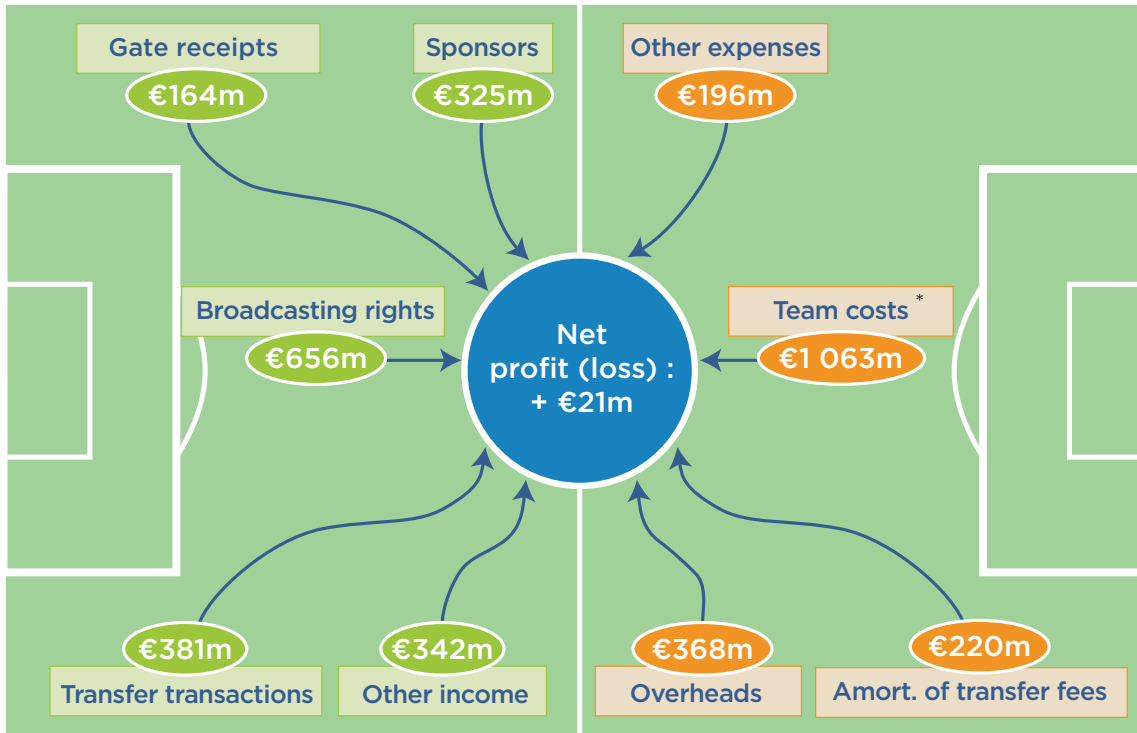 Gate receipts
€164m
Sponsors
€325m
Other expenses
€196m
Broadcasting rights
€656m
Net
profit (loss) :
+ €21m
Team costs *
€1 063m
€381m
Transfer transactions
€342m
Other income
€368m
Overheads
€220m
Amort. of transfer fees